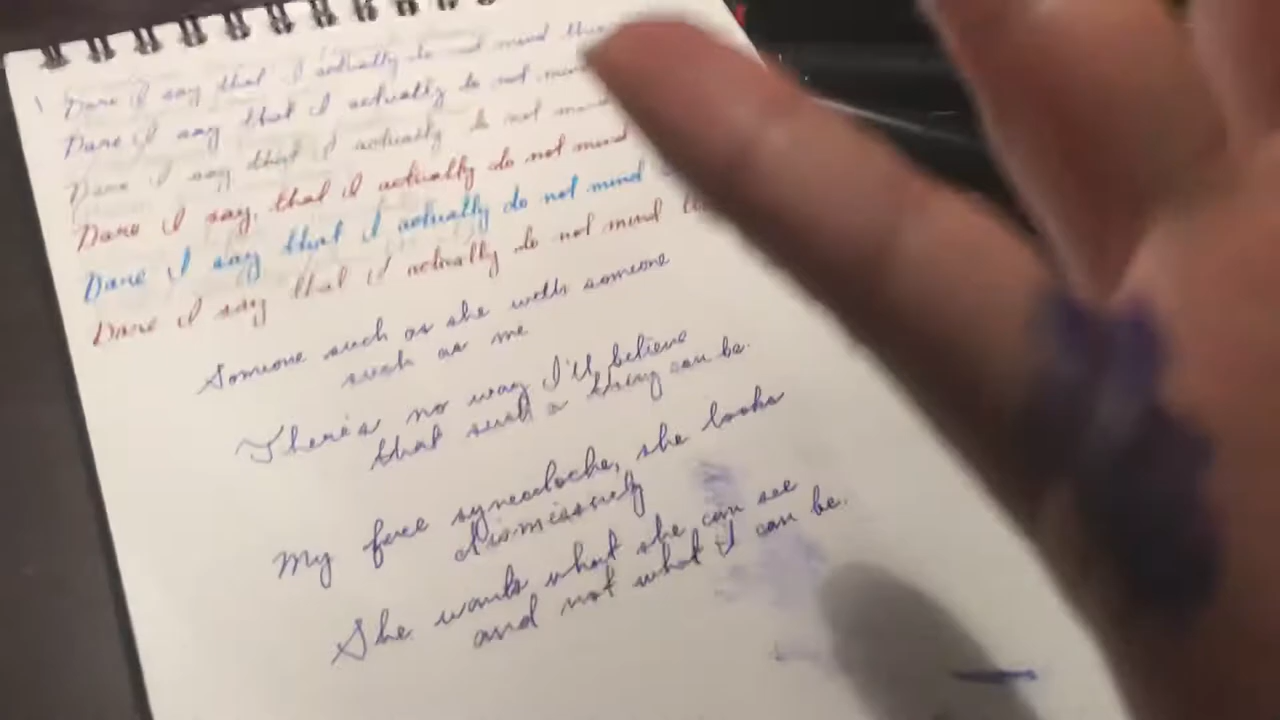 Dare I say that I actually do not mind
Dare I say that I actually do not
Dare I say that I actually do not
Dare I say, that I actually do not mind
Dare I say that I actually do not mind
Dare I say that I actually do not mind
Someone such as she with someone
such as me
There's no way I'll believe
that such a thing can be.
My face synecdoche, she looks
dismissively
She wants what she can see
and not what I can be.